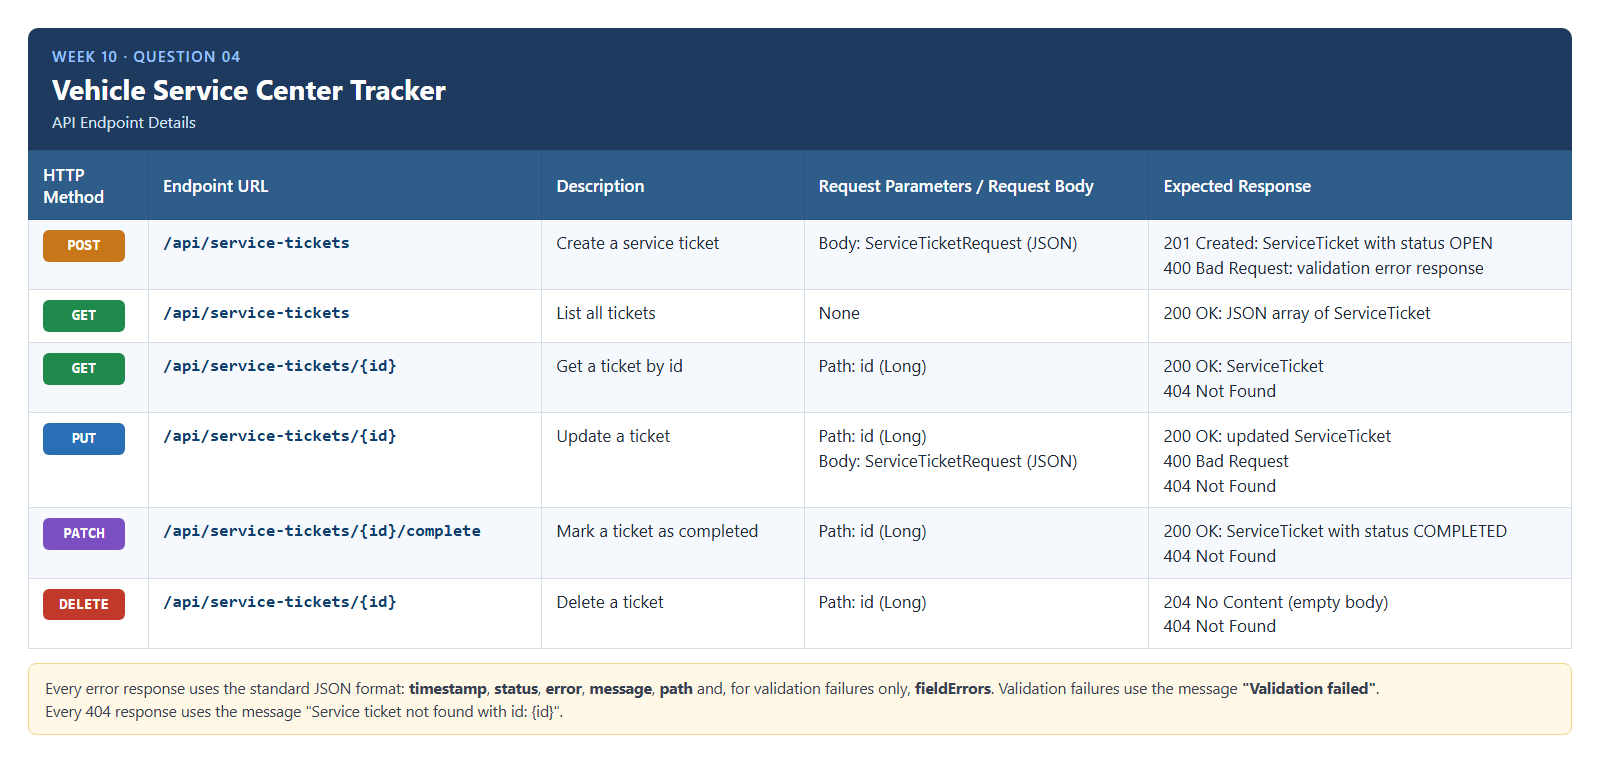 WEEK 10 · QUESTION 04
Vehicle Service Center Tracker
API Endpoint Details
HTTP Method
Endpoint URL
Description
Request Parameters / Request Body
Expected Response
POST
/api/service-tickets
Create a service ticket
Body: ServiceTicketRequest (JSON)
201 Created: ServiceTicket with status OPEN
400 Bad Request: validation error response
GET
/api/service-tickets
List all tickets
None
200 OK: JSON array of ServiceTicket
GET
/api/service-tickets/{id}
Get a ticket by id
Path: id (Long)
200 OK: ServiceTicket
404 Not Found
PUT
/api/service-tickets/{id}
Update a ticket
Path: id (Long)
Body: ServiceTicketRequest (JSON)
200 OK: updated ServiceTicket
400 Bad Request
404 Not Found
PATCH
/api/service-tickets/{id}/complete
Mark a ticket as completed
Path: id (Long)
200 OK: ServiceTicket with status COMPLETED
404 Not Found
DELETE
/api/service-tickets/{id}
Delete a ticket
Path: id (Long)
204 No Content (empty body)
404 Not Found
Every error response uses the standard JSON format: timestamp, status, error, message, path and, for validation failures only, fieldErrors. Validation failures use the message "Validation failed".
Every 404 response uses the message "Service ticket not found with id: {id}".